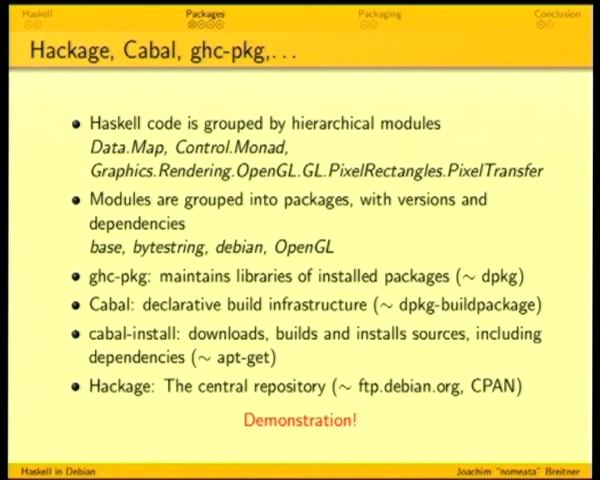 Haskell Packages Packaging Conclusion
Hackage, Cabal, ghc-pkg,...
Haskell code is grouped by hierarchical modules
Data.Map, Control.Monad,
Graphics.Rendering.OpenGL.GL.PixelRectangles.PixelTransfer
Modules are grouped into packages, with versions and
dependencies
base, bytestring, debian, OpenGL
ghc-pkg: maintains libraries of installed packages (∼ dpkg)
Cabal: declarative build infrastructure (∼ dpkg-buildpackage)
cabal-install: downloads, builds and installs sources, including
dependencies (∼ apt-get)
Hackage: The central repository (∼ ftp.debian.org, CPAN)
Demonstration!
Haskell in Debian Joachim "nomeata" Breitner